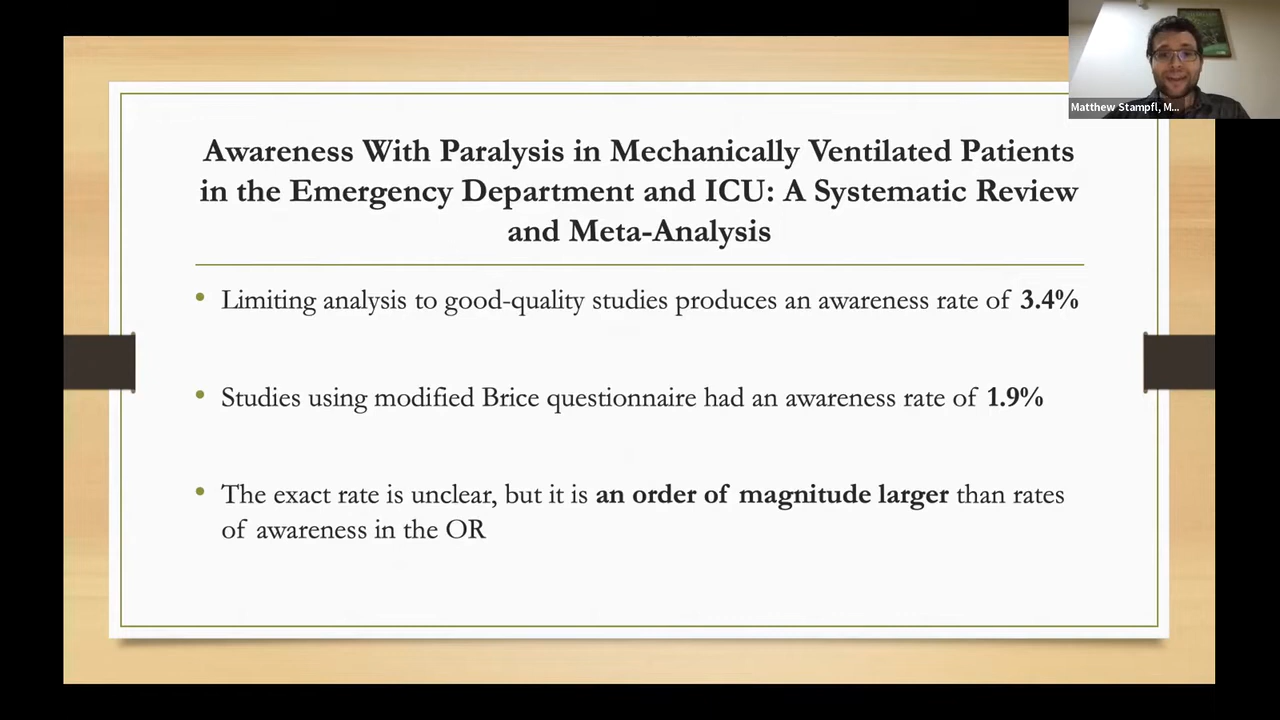 Matthew Stampfl, M...
Awareness With Paralysis in Mechanically Ventilated Patients
in the Emergency Department and ICU: A Systematic Review
and Meta-Analysis
• Limiting analysis to good-quality studies produces an awareness rate of 3.4%
• Studies using modified Brice questionnaire had an awareness rate of 1.9%
• The exact rate is unclear, but it is an order of magnitude larger than rates
of awareness in the OR